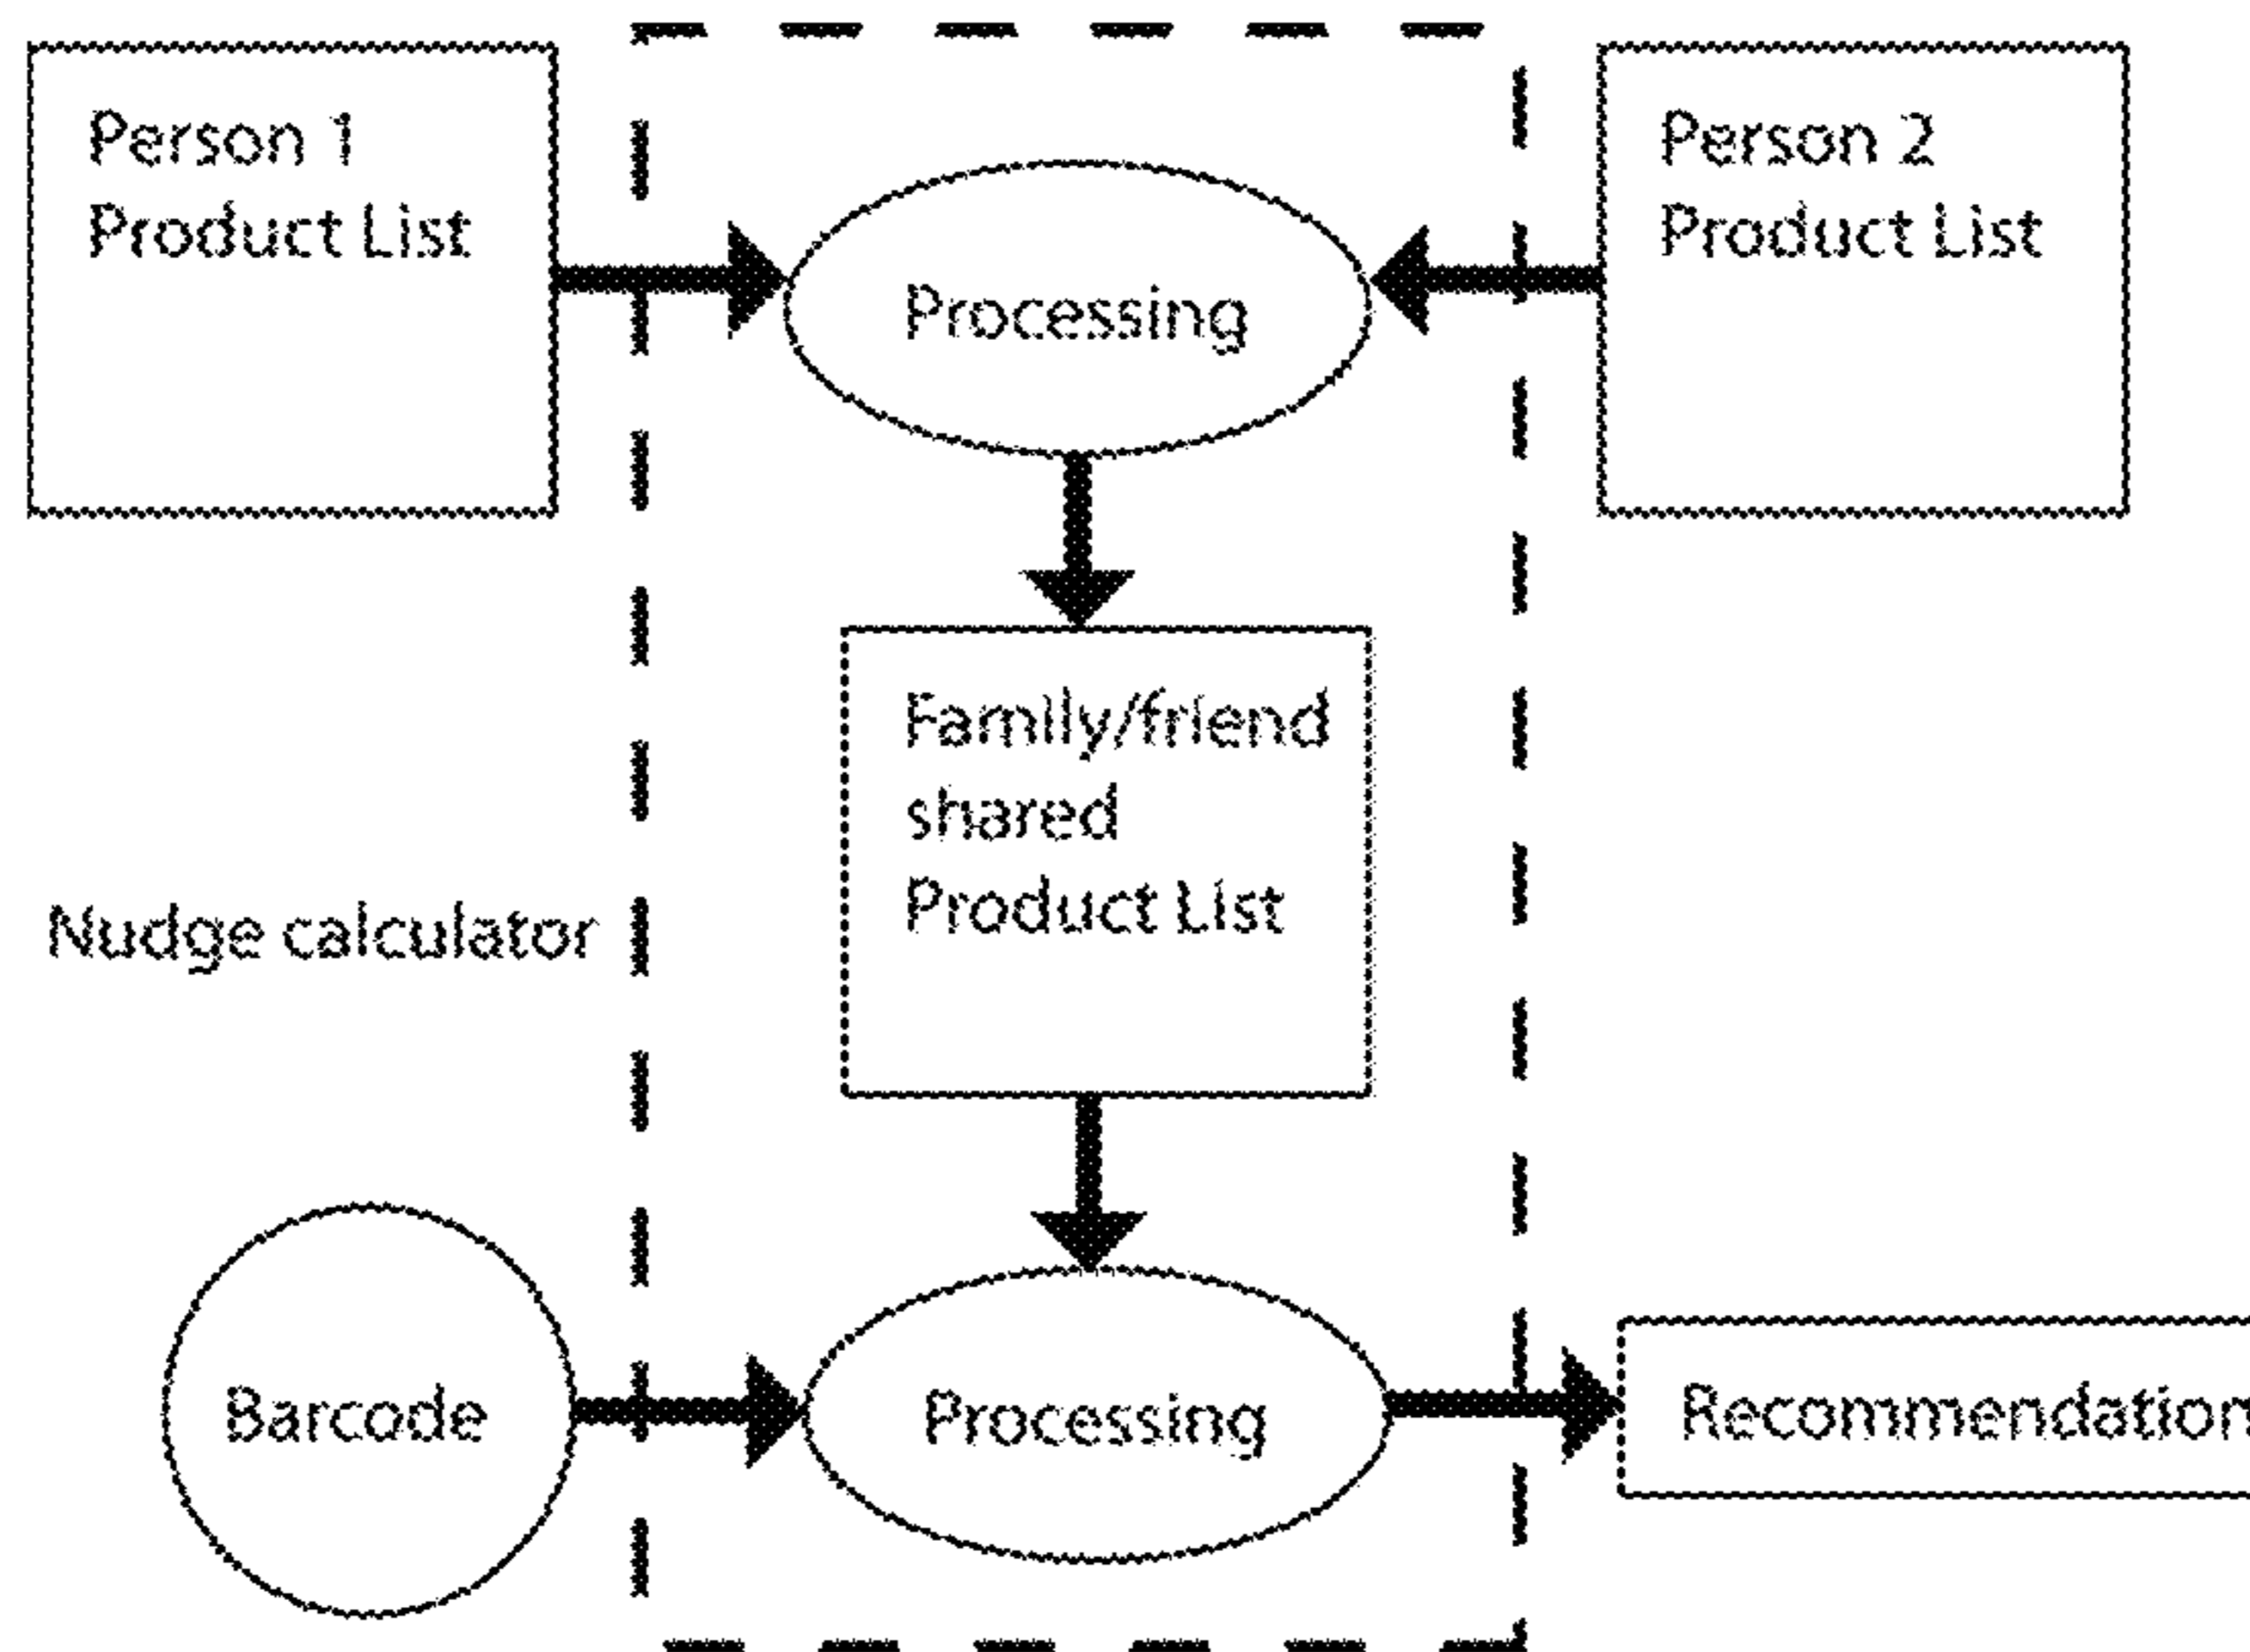 Person 1
Product List
Processing
Person 2
Product List
Family/friend
shared
Product List
Nudge calculator
Barcode
Processing
Recommendation